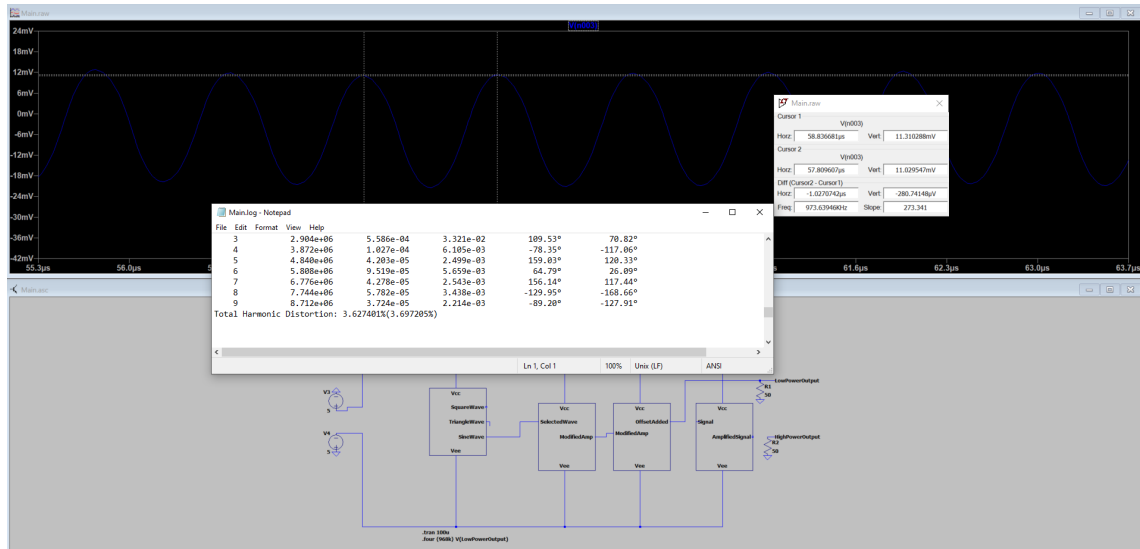 Main.raw
V(n003)
24mV
18mV
12mV
6mV
0mV
-6mV
-12mV
-18mV
-24mV
-30mV
-36mV
-42mV
55.3µs 56.0µs 61.6µs 62.3µs 63.0µs 63.7µs
Main.raw
Cursor 1
V(n003)
Horz: 58.836681µs Vert: 11.310288mV
Cursor 2
V(n003)
Horz: 57.809607µs Vert: 11.029547mV
Diff (Cursor2 - Cursor1)
Horz: -1.0270742µs Vert: -280.74148µV
Freq: 973.63946KHz Slope: 273.341
Main.log - Notepad
File Edit Format View Help
3 2.904e+06 5.586e-04 3.321e-02 109.53° 70.82°
4 3.872e+06 1.027e-04 6.105e-03 -78.35° -117.06°
5 4.840e+06 4.203e-05 2.499e-03 159.03° 120.33°
6 5.808e+06 9.519e-05 5.659e-03 64.79° 26.09°
7 6.776e+06 4.278e-05 2.543e-03 156.14° 117.44°
8 7.744e+06 5.782e-05 3.438e-03 -129.95° -168.66°
9 8.712e+06 3.724e-05 2.214e-03 -89.20° -127.91°
Total Harmonic Distortion: 3.627401%(3.697205%)
Ln 1, Col 1 100% Unix (LF) ANSI
Main.asc
V3
5
V4
5
Vcc
SquareWave
TriangleWave
SineWave
Vee
Vcc
SelectedWave
ModifiedAmp
Vee
Vcc
OffsetAdded
ModifiedAmp
Vee
Vcc
Signal
AmplifiedSignal
Vee
LowPowerOutput
R1
50
HighPowerOutput
R2
50
.tran 100u
.four (968k) V(LowPowerOutput)